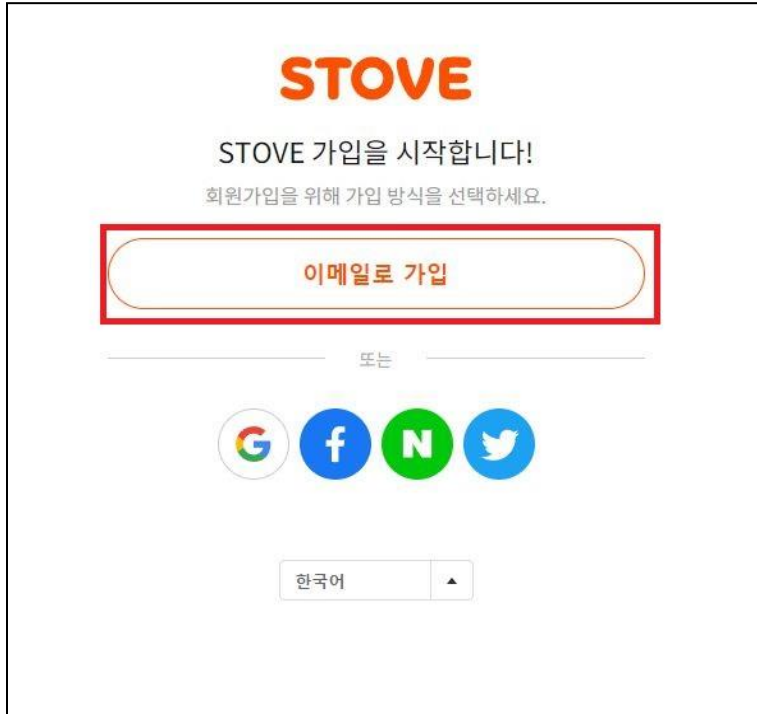 STOVE
STOVE 가입을 시작합니다!
회원가입을 위해 가입 방식을 선택하세요.
이메일로 가입
또는
G f N
한국어